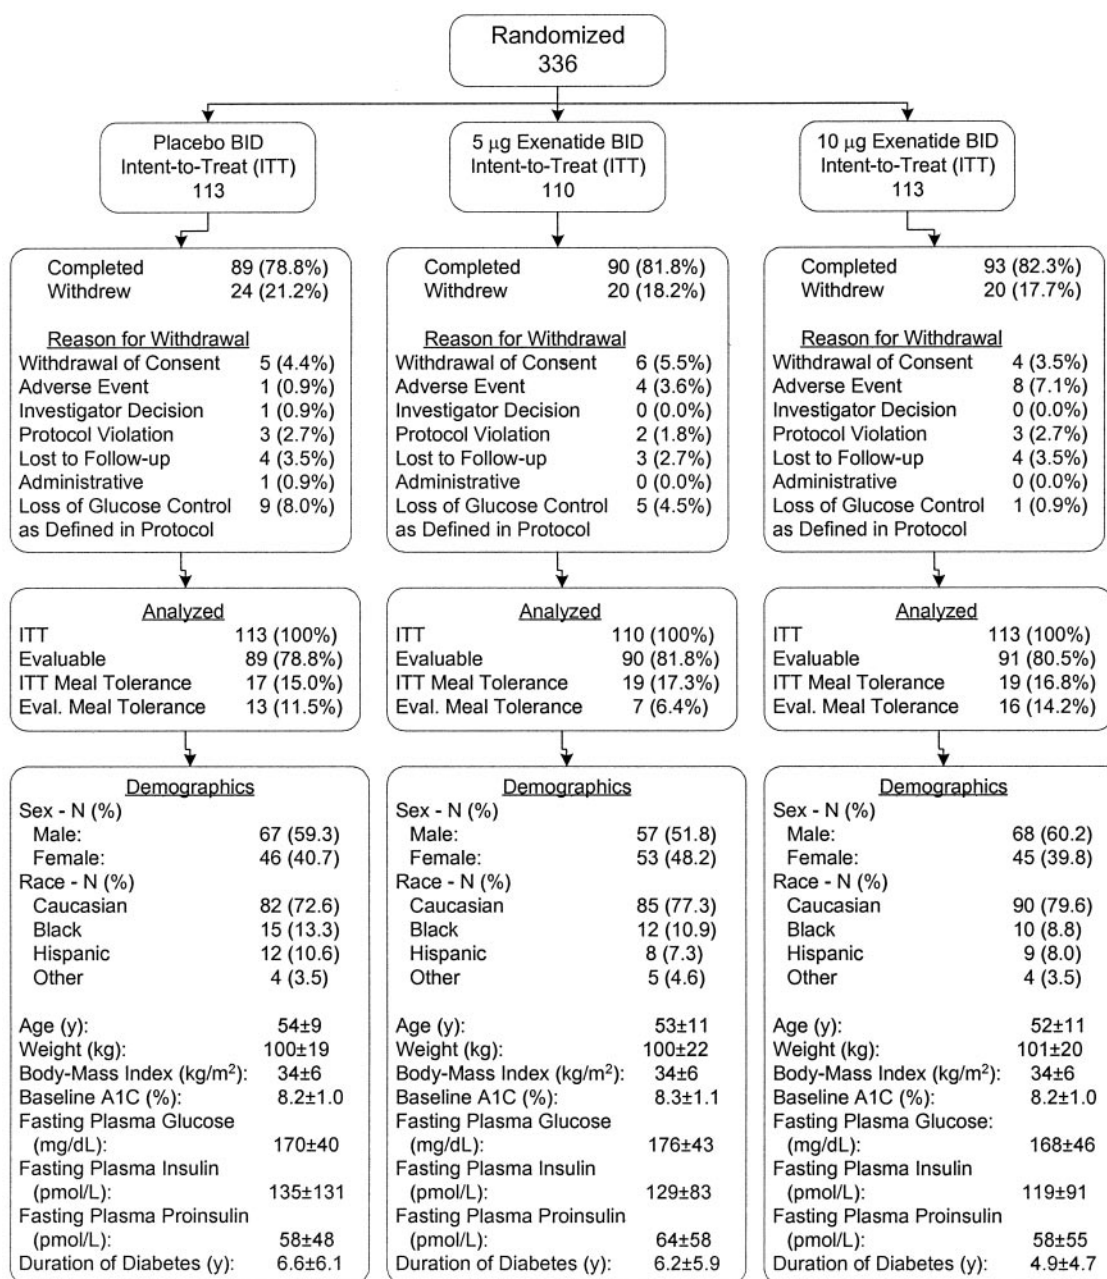 Randomized
336
Placebo BID
Intent-to-Treat (ITT)
113
5 μg Exenatide BID
Intent-to-Treat (ITT)
110
10 μg Exenatide BID
Intent-to-Treat (ITT)
113
Completed 89 (78.8%)
Withdrew 24 (21.2%)
Reason for Withdrawal
Withdrawal of Consent 5 (4.4%)
Adverse Event 1 (0.9%)
Investigator Decision 1 (0.9%)
Protocol Violation 3 (2.7%)
Lost to Follow-up 4 (3.5%)
Administrative 1 (0.9%)
Loss of Glucose Control 9 (8.0%)
as Defined in Protocol
Completed 90 (81.8%)
Withdrew 20 (18.2%)
Reason for Withdrawal
Withdrawal of Consent 6 (5.5%)
Adverse Event 4 (3.6%)
Investigator Decision 0 (0.0%)
Protocol Violation 2 (1.8%)
Lost to Follow-up 3 (2.7%)
Administrative 0 (0.0%)
Loss of Glucose Control 5 (4.5%)
as Defined in Protocol
Completed 93 (82.3%)
Withdrew 20 (17.7%)
Reason for Withdrawal
Withdrawal of Consent 4 (3.5%)
Adverse Event 8 (7.1%)
Investigator Decision 0 (0.0%)
Protocol Violation 3 (2.7%)
Lost to Follow-up 4 (3.5%)
Administrative 0 (0.0%)
Loss of Glucose Control 1 (0.9%)
as Defined in Protocol
Analyzed
ITT 113 (100%)
Evaluable 89 (78.8%)
ITT Meal Tolerance 17 (15.0%)
Eval. Meal Tolerance 13 (11.5%)
Analyzed
ITT 110 (100%)
Evaluable 90 (81.8%)
ITT Meal Tolerance 19 (17.3%)
Eval. Meal Tolerance 7 (6.4%)
Analyzed
ITT 113 (100%)
Evaluable 91 (80.5%)
ITT Meal Tolerance 19 (16.8%)
Eval. Meal Tolerance 16 (14.2%)
Demographics
Sex - N (%)
Male: 67 (59.3)
Female: 46 (40.7)
Race - N (%)
Caucasian 82 (72.6)
Black 15 (13.3)
Hispanic 12 (10.6)
Other 4 (3.5)
Age (y): 54±9
Weight (kg): 100±19
Body-Mass Index (kg/m²): 34±6
Baseline A1C (%): 8.2±1.0
Fasting Plasma Glucose
(mg/dL): 170±40
Fasting Plasma Insulin
(pmol/L): 135±131
Fasting Plasma Proinsulin
(pmol/L): 58±48
Duration of Diabetes (y): 6.6±6.1
Demographics
Sex - N (%)
Male: 57 (51.8)
Female: 53 (48.2)
Race - N (%)
Caucasian 85 (77.3)
Black 12 (10.9)
Hispanic 8 (7.3)
Other 5 (4.6)
Age (y): 53±11
Weight (kg): 100±22
Body-Mass Index (kg/m²): 34±6
Baseline A1C (%): 8.3±1.1
Fasting Plasma Glucose
(mg/dL): 176±43
Fasting Plasma Insulin
(pmol/L): 129±83
Fasting Plasma Proinsulin
(pmol/L): 64±58
Duration of Diabetes (y): 6.2±5.9
Demographics
Sex - N (%)
Male: 68 (60.2)
Female: 45 (39.8)
Race - N (%)
Caucasian 90 (79.6)
Black 10 (8.8)
Hispanic 9 (8.0)
Other 4 (3.5)
Age (y): 52±11
Weight (kg): 101±20
Body-Mass Index (kg/m²): 34±6
Baseline A1C (%): 8.2±1.0
Fasting Plasma Glucose:
(mg/dL): 168±46
Fasting Plasma Insulin
(pmol/L): 119±91
Fasting Plasma Proinsulin
(pmol/L): 58±55
Duration of Diabetes (y): 4.9±4.7